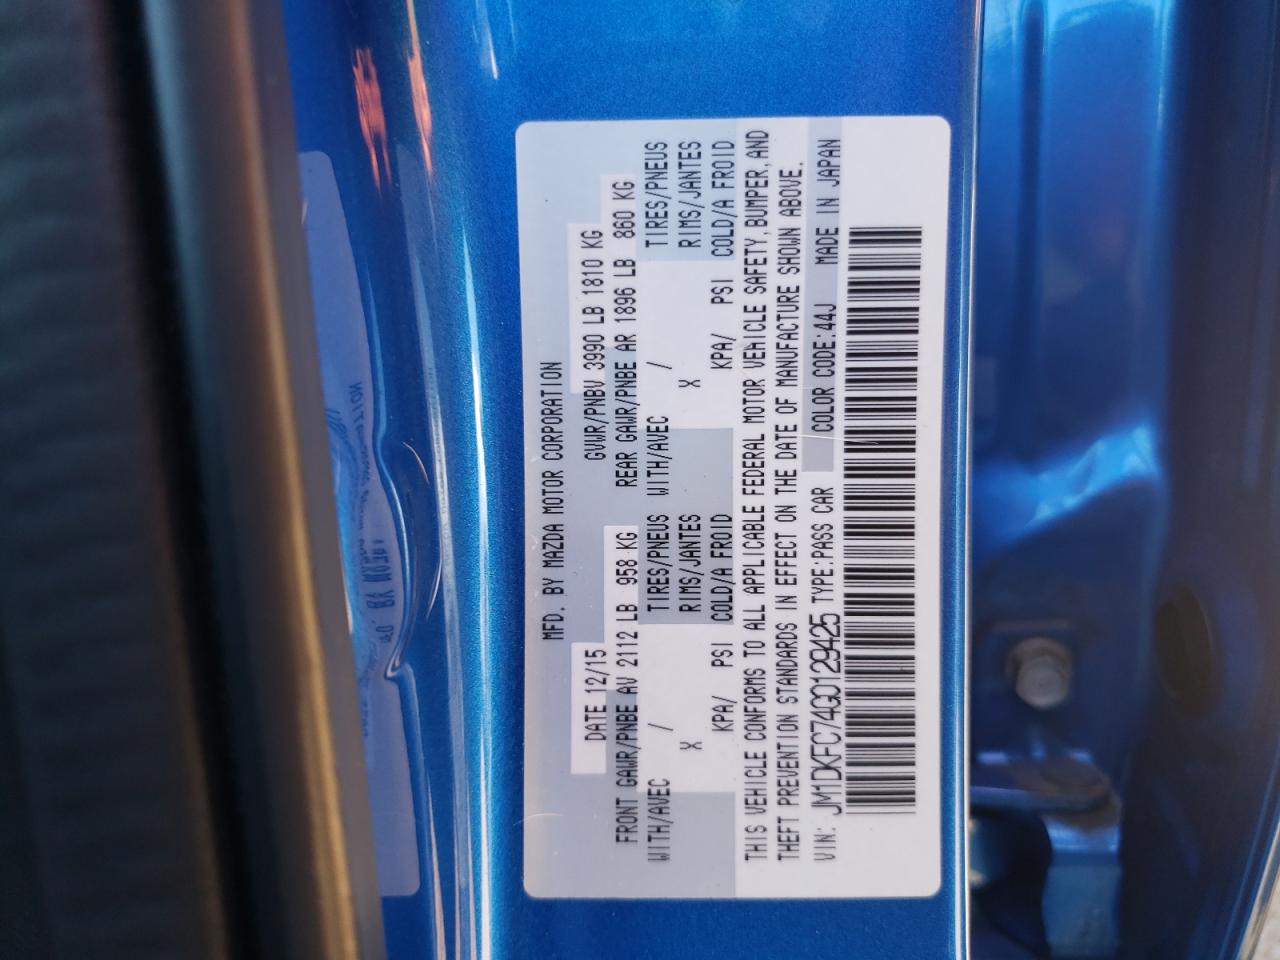 MFD. BY MAZDA MOTOR CORPORATION
DATE 12/15 GVWR/PNBV 3990 LB 1810 KG
FRONT GAWR/PNBE AV 2112 LB 958 KG REAR GAWR/PNBE AR 1896 LB 860 KG
WITH/AVEC / TIRES/PNEUS WITH/AVEC / TIRES/PNEUS
X RIMS/JANTES X RIMS/JANTES
KPA/ PSI COLD/A FROID KPA/ PSI COLD/A FROID
THIS VEHICLE CONFORMS TO ALL APPLICABLE FEDERAL MOTOR VEHICLE SAFETY, BUMPER, AND
THEFT PREVENTION STANDARDS IN EFFECT ON THE DATE OF MANUFACTURE SHOWN ABOVE.
VIN: JM1DKFC74G0129425 TYPE:PASS CAR COLOR CODE:44J MADE IN JAPAN